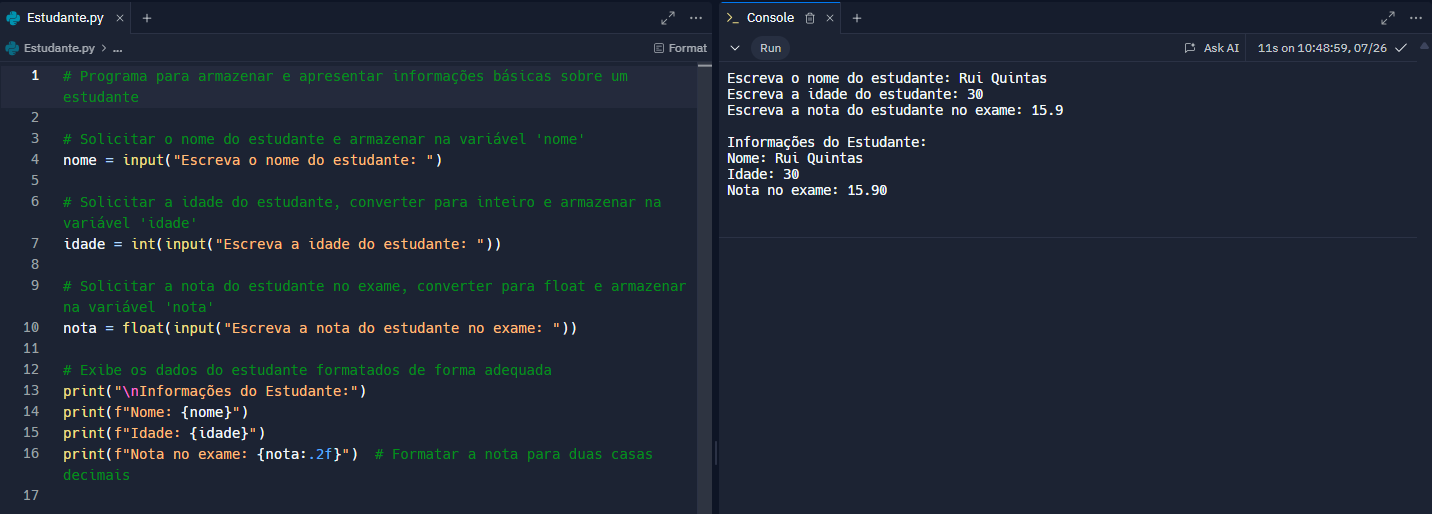 Estudante.py × +
Estudante.py > ...
Format
1 # Programa para armazenar e apresentar informações básicas sobre um
estudante
2
3 # Solicitar o nome do estudante e armazenar na variável 'nome'
4 nome = input("Escreva o nome do estudante: ")
5
6 # Solicitar a idade do estudante, converter para inteiro e armazenar na
variável 'idade'
7 idade = int(input("Escreva a idade do estudante: "))
8
9 # Solicitar a nota do estudante no exame, converter para float e armazenar
na variável 'nota'
10 nota = float(input("Escreva a nota do estudante no exame: "))
11
12 # Exibe os dados do estudante formatados de forma adequada
13 print("\nInformações do Estudante:")
14 print(f"Nome: {nome}")
15 print(f"Idade: {idade}")
16 print(f"Nota no exame: {nota:.2f}")  # Formatar a nota para duas casas
decimais
17
Console × +
Run
Ask AI
11s on 10:48:59, 07/26
Escreva o nome do estudante: Rui Quintas
Escreva a idade do estudante: 30
Escreva a nota do estudante no exame: 15.9
Informações do Estudante:
Nome: Rui Quintas
Idade: 30
Nota no exame: 15.90